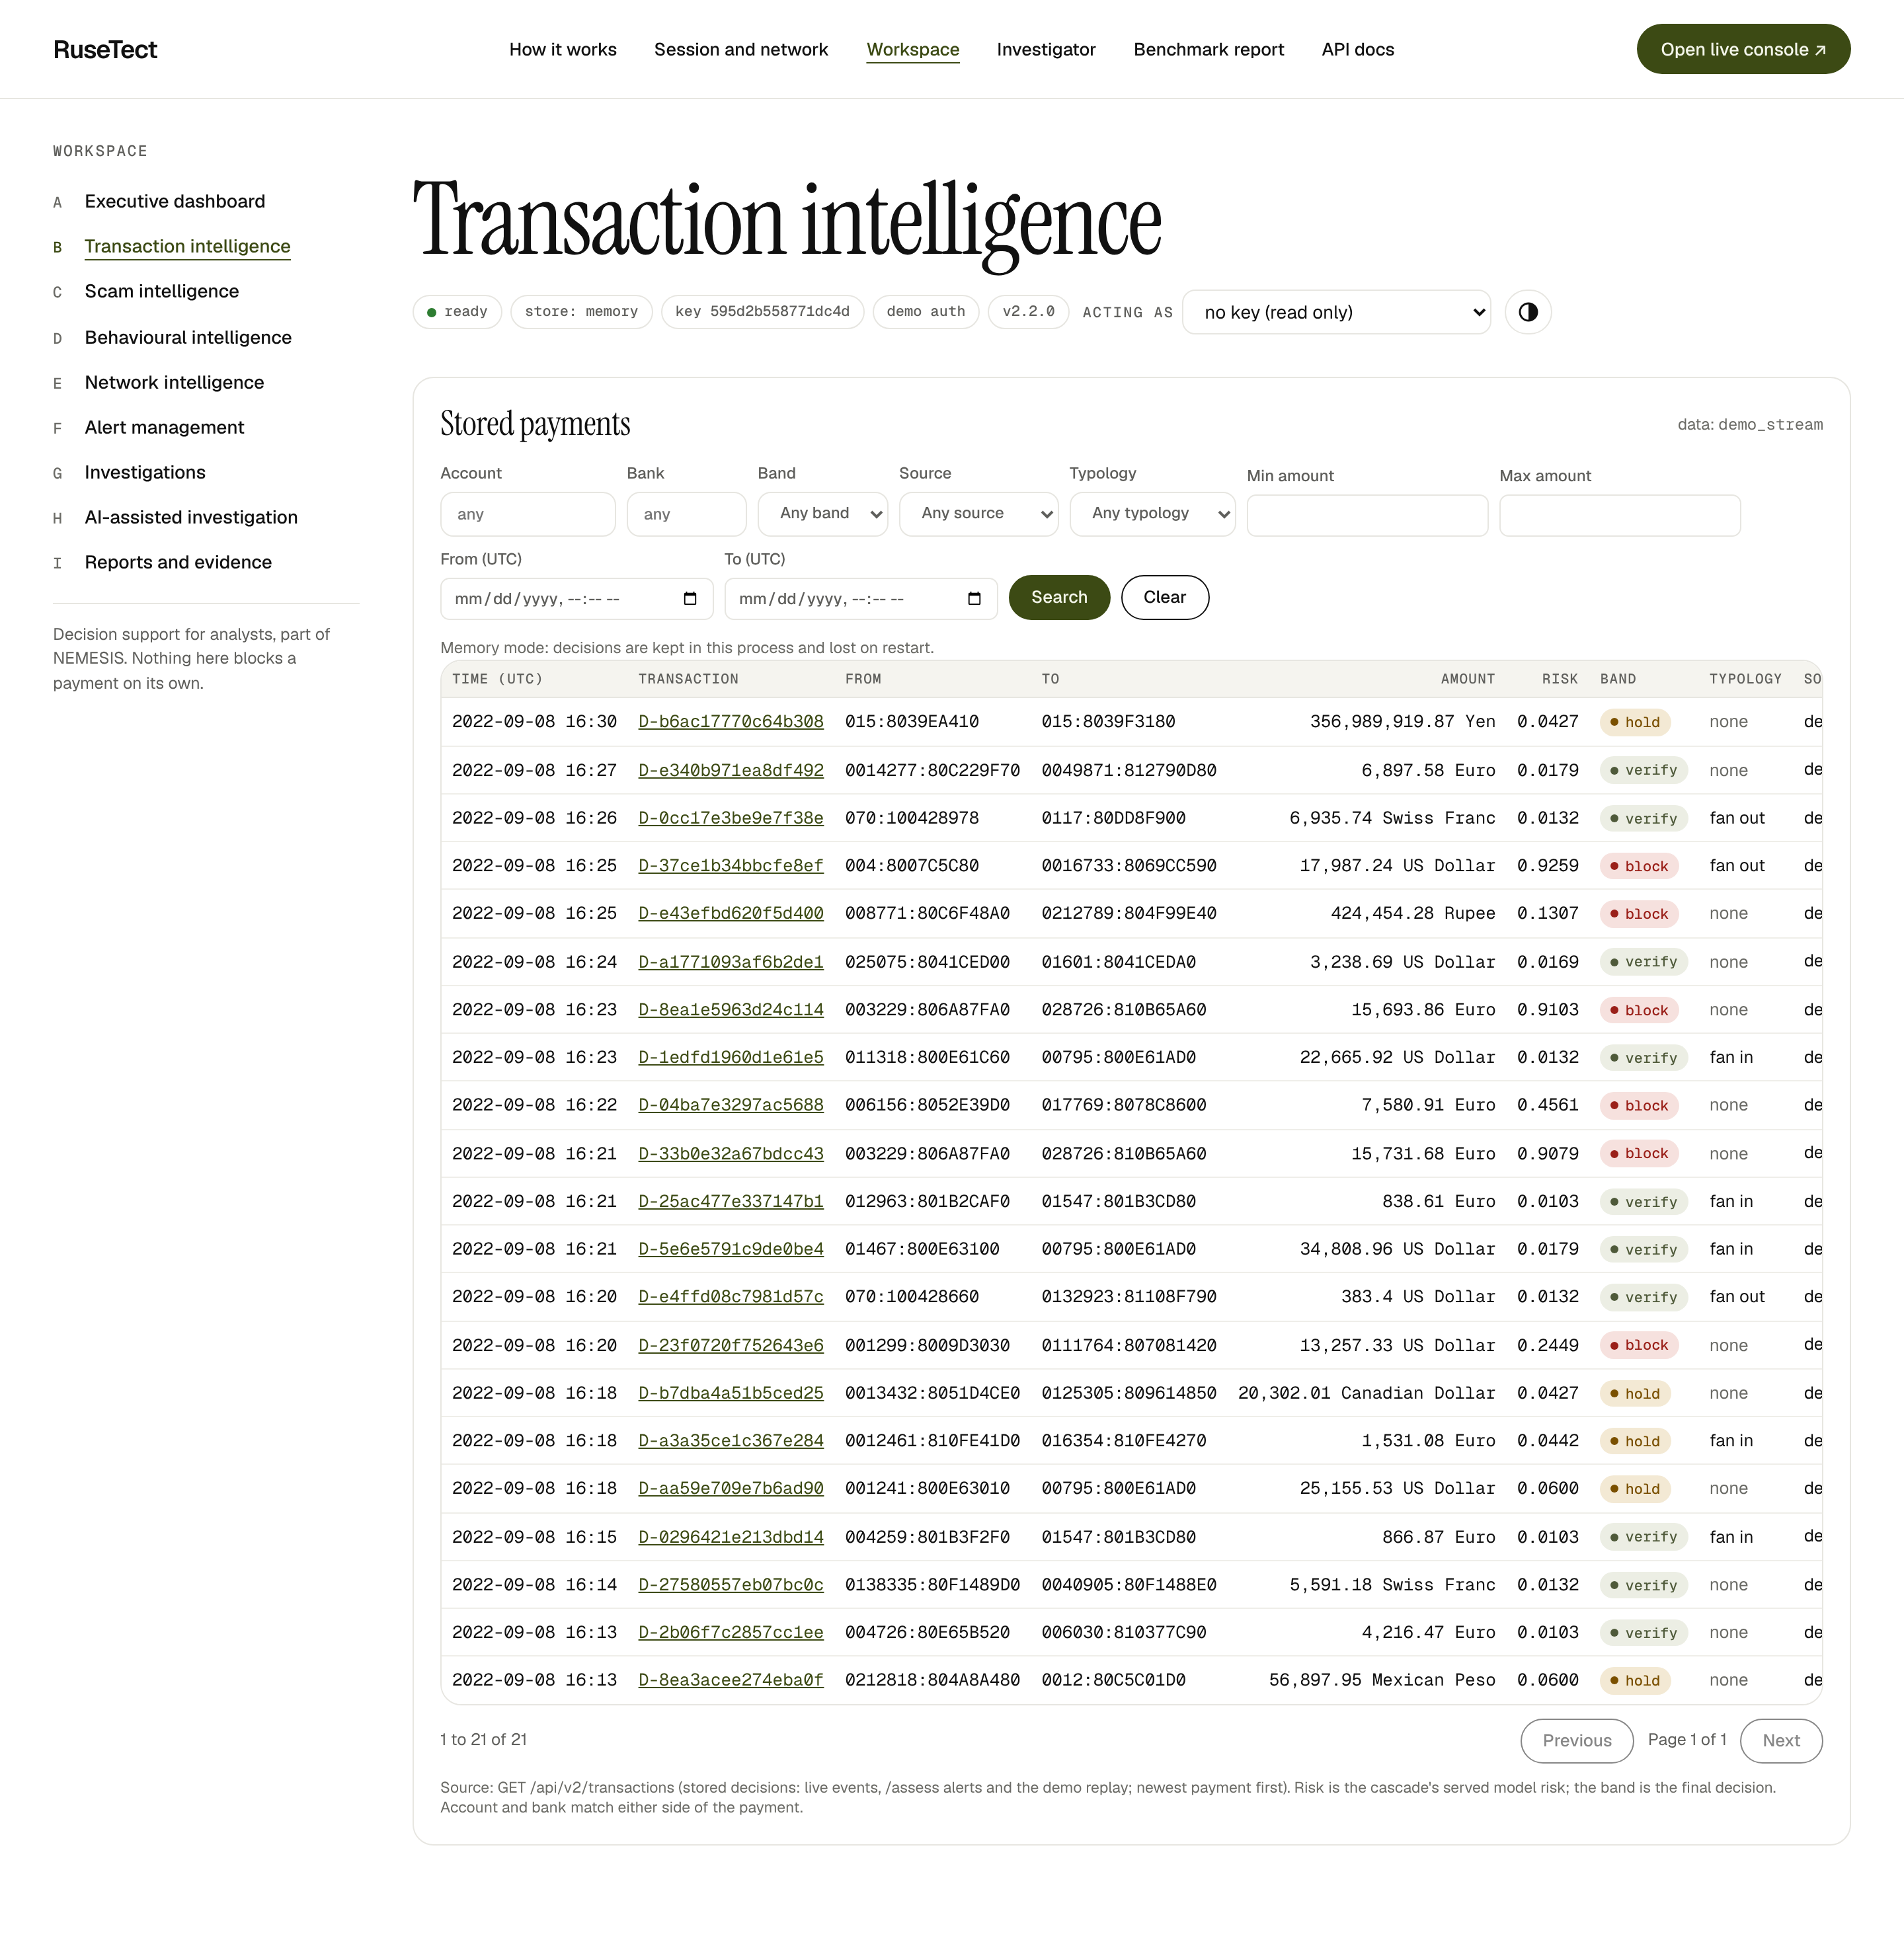 RuseTect
How it works
Session and network
Workspace
Investigator
Benchmark report
API docs
Open live console ↗
WORKSPACE
A Executive dashboard
B Transaction intelligence
C Scam intelligence
D Behavioural intelligence
E Network intelligence
F Alert management
G Investigations
H AI-assisted investigation
I Reports and evidence
Decision support for analysts, part of
NEMESIS. Nothing here blocks a
payment on its own.
Transaction intelligence
ready store: memory key 595d2b558771dc4d demo auth v2.2.0 ACTING AS no key (read only)
Stored payments
data: demo_stream
Account Bank Band Source Typology Min amount Max amount
any any Any band Any source Any typology
From (UTC) To (UTC)
mm/dd/yyyy, --:-- -- mm/dd/yyyy, --:-- -- Search Clear
Memory mode: decisions are kept in this process and lost on restart.
TIME (UTC) TRANSACTION FROM TO AMOUNT RISK BAND TYPOLOGY SO
2022-09-08 16:30 D-b6ac17770c64b308 015:8039EA410 015:8039F3180 356,989,919.87 Yen 0.0427 hold none de
2022-09-08 16:27 D-e340b971ea8df492 0014277:80C229F70 0049871:812790D80 6,897.58 Euro 0.0179 verify none de
2022-09-08 16:26 D-0cc17e3be9e7f38e 070:100428978 0117:80DD8F900 6,935.74 Swiss Franc 0.0132 verify fan out de
2022-09-08 16:25 D-37ce1b34bbcfe8ef 004:8007C5C80 0016733:8069CC590 17,987.24 US Dollar 0.9259 block fan out de
2022-09-08 16:25 D-e43efbd620f5d400 008771:80C6F48A0 0212789:804F99E40 424,454.28 Rupee 0.1307 block none de
2022-09-08 16:24 D-a1771093af6b2de1 025075:8041CED00 01601:8041CEDA0 3,238.69 US Dollar 0.0169 verify none de
2022-09-08 16:23 D-8ea1e5963d24c114 003229:806A87FA0 028726:810B65A60 15,693.86 Euro 0.9103 block none de
2022-09-08 16:23 D-1edfd1960d1e61e5 011318:800E61C60 00795:800E61AD0 22,665.92 US Dollar 0.0132 verify fan in de
2022-09-08 16:22 D-04ba7e3297ac5688 006156:8052E39D0 017769:8078C8600 7,580.91 Euro 0.4561 block none de
2022-09-08 16:21 D-33b0e32a67bdcc43 003229:806A87FA0 028726:810B65A60 15,731.68 Euro 0.9079 block none de
2022-09-08 16:21 D-25ac477e337147b1 012963:801B2CAF0 01547:801B3CD80 838.61 Euro 0.0103 verify fan in de
2022-09-08 16:21 D-5e6e5791c9de0be4 01467:800E63100 00795:800E61AD0 34,808.96 US Dollar 0.0179 verify fan in de
2022-09-08 16:20 D-e4ffd08c7981d57c 070:100428660 0132923:81108F790 383.4 US Dollar 0.0132 verify fan out de
2022-09-08 16:20 D-23f0720f752643e6 001299:8009D3030 0111764:807081420 13,257.33 US Dollar 0.2449 block none de
2022-09-08 16:18 D-b7dba4a51b5ced25 0013432:8051D4CE0 0125305:809614850 20,302.01 Canadian Dollar 0.0427 hold none de
2022-09-08 16:18 D-a3a35ce1c367e284 0012461:810FE41D0 016354:810FE4270 1,531.08 Euro 0.0442 hold fan in de
2022-09-08 16:18 D-aa59e709e7b6ad90 001241:800E63010 00795:800E61AD0 25,155.53 US Dollar 0.0600 hold none de
2022-09-08 16:15 D-0296421e213dbd14 004259:801B3F2F0 01547:801B3CD80 866.87 Euro 0.0103 verify fan in de
2022-09-08 16:14 D-27580557eb07bc0c 0138335:80F1489D0 0040905:80F1488E0 5,591.18 Swiss Franc 0.0132 verify none de
2022-09-08 16:13 D-2b06f7c2857cc1ee 004726:80E65B520 006030:810377C90 4,216.47 Euro 0.0103 verify none de
2022-09-08 16:13 D-8ea3acee274eba0f 0212818:804A8A480 0012:80C5C01D0 56,897.95 Mexican Peso 0.0600 hold none de
1 to 21 of 21
Previous Page 1 of 1 Next
Source: GET /api/v2/transactions (stored decisions: live events, /assess alerts and the demo replay; newest payment first). Risk is the cascade's served model risk; the band is the final decision.
Account and bank match either side of the payment.